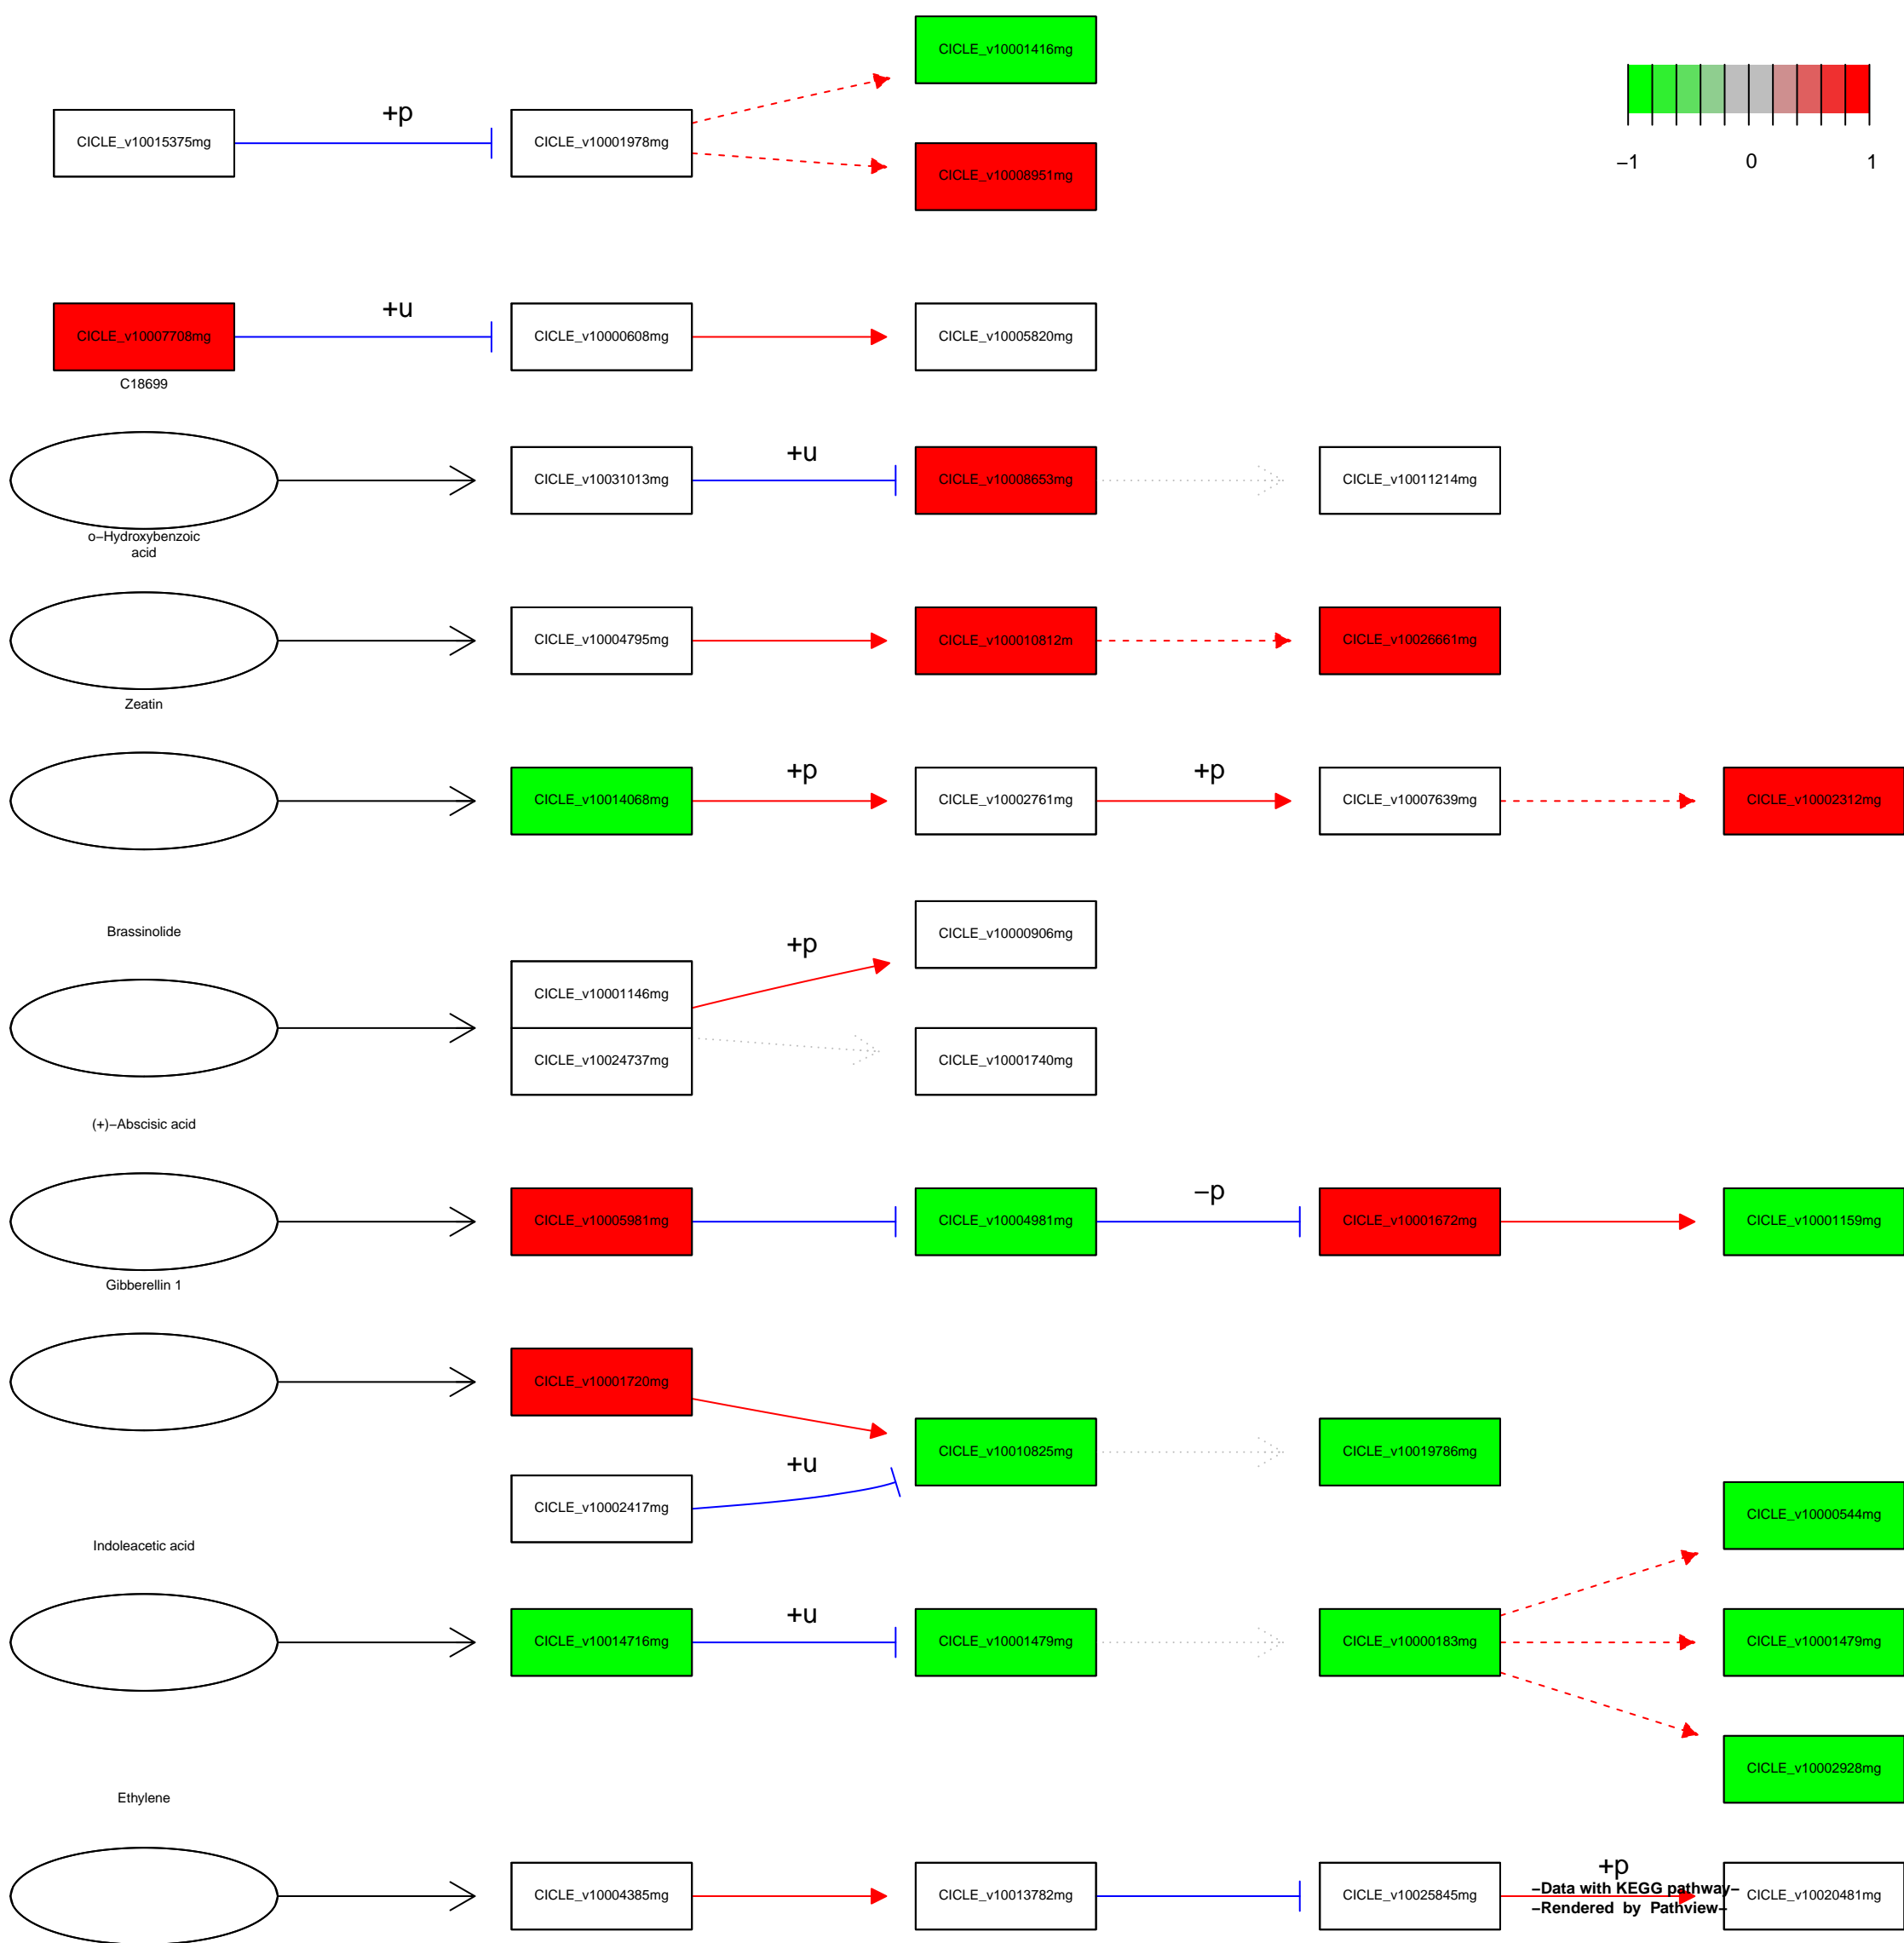 CICLE_v10001416mg
+p
CICLE_v10015375mg
CICLE_v10001978mg
−1
0
1
CICLE_v10008951mg
+u
CICLE_v10007708mg
CICLE_v10000608mg
CICLE_v10005820mg
C18699
+u
CICLE_v10031013mg
CICLE_v10008653mg
CICLE_v10011214mg
o−Hydroxybenzoic
acid
CICLE_v10004795mg
CICLE_v100010812m
CICLE_v10026661mg
Zeatin
+p
+p
CICLE_v10014068mg
CICLE_v10002761mg
CICLE_v10007639mg
CICLE_v10002312mg
Brassinolide
CICLE_v10000906mg
+p
CICLE_v10001146mg
CICLE_v10024737mg
CICLE_v10001740mg
(+)−Abscisic acid
−p
CICLE_v10005981mg
CICLE_v10004981mg
CICLE_v10001672mg
CICLE_v10001159mg
Gibberellin 1
CICLE_v10001720mg
CICLE_v10010825mg
CICLE_v10019786mg
+u
CICLE_v10002417mg
CICLE_v10000544mg
Indoleacetic acid
+u
CICLE_v10014716mg
CICLE_v10001479mg
CICLE_v10000183mg
CICLE_v10001479mg
CICLE_v10002928mg
Ethylene
+p
CICLE_v10004385mg
CICLE_v10013782mg
CICLE_v10025845mg
CICLE_v10020481mg
−Data with KEGG pathway−
−Rendered by Pathview−